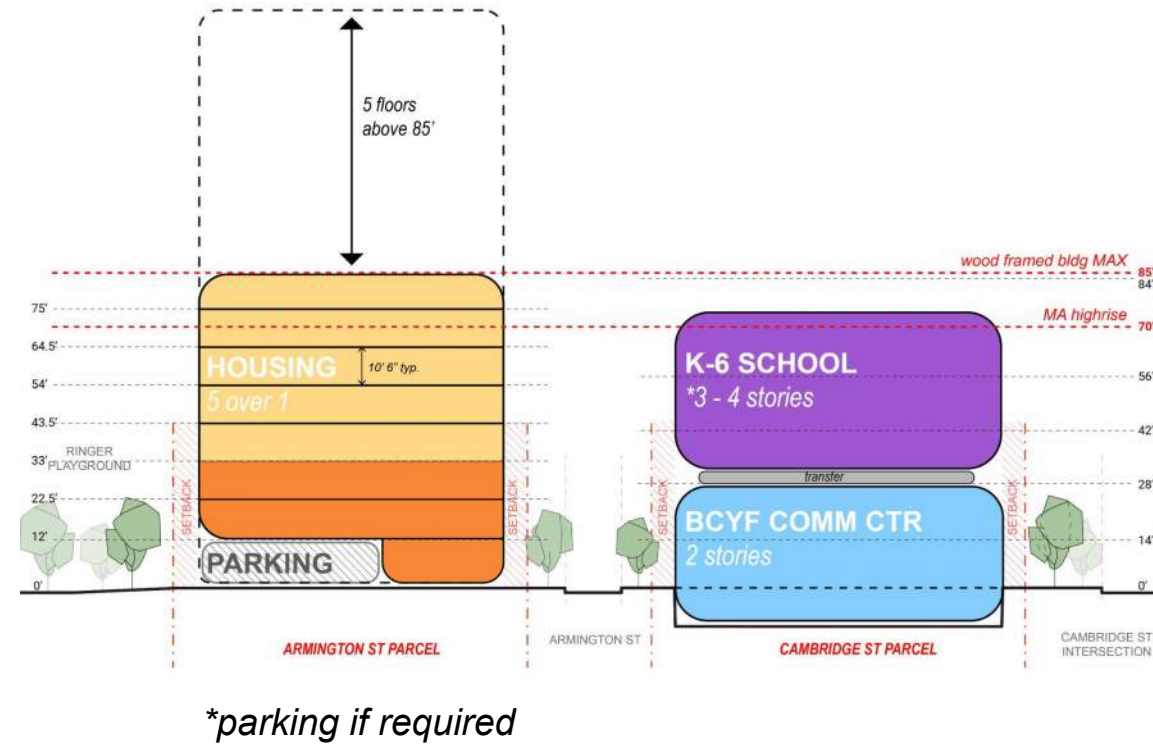 5 floors
above 85'
wood framed bldg MAX
85'
84'
75'
MA highrise
70'
64.5'
HOUSING
10' 6" typ.
K-6 SCHOOL
56'
54'
5 over 1
*3 - 4 stories
43.5'
42'
RINGER
PLAYGROUND
33'
SETBACK
SETBACK
SETBACK
SETBACK
transfer
28'
22.5'
BCYF COMM CTR
2 stories
14'
12'
PARKING
0'
0'
ARMINGTON ST PARCEL
ARMINGTON ST
CAMBRIDGE ST PARCEL
CAMBRIDGE ST
INTERSECTION
*parking if required